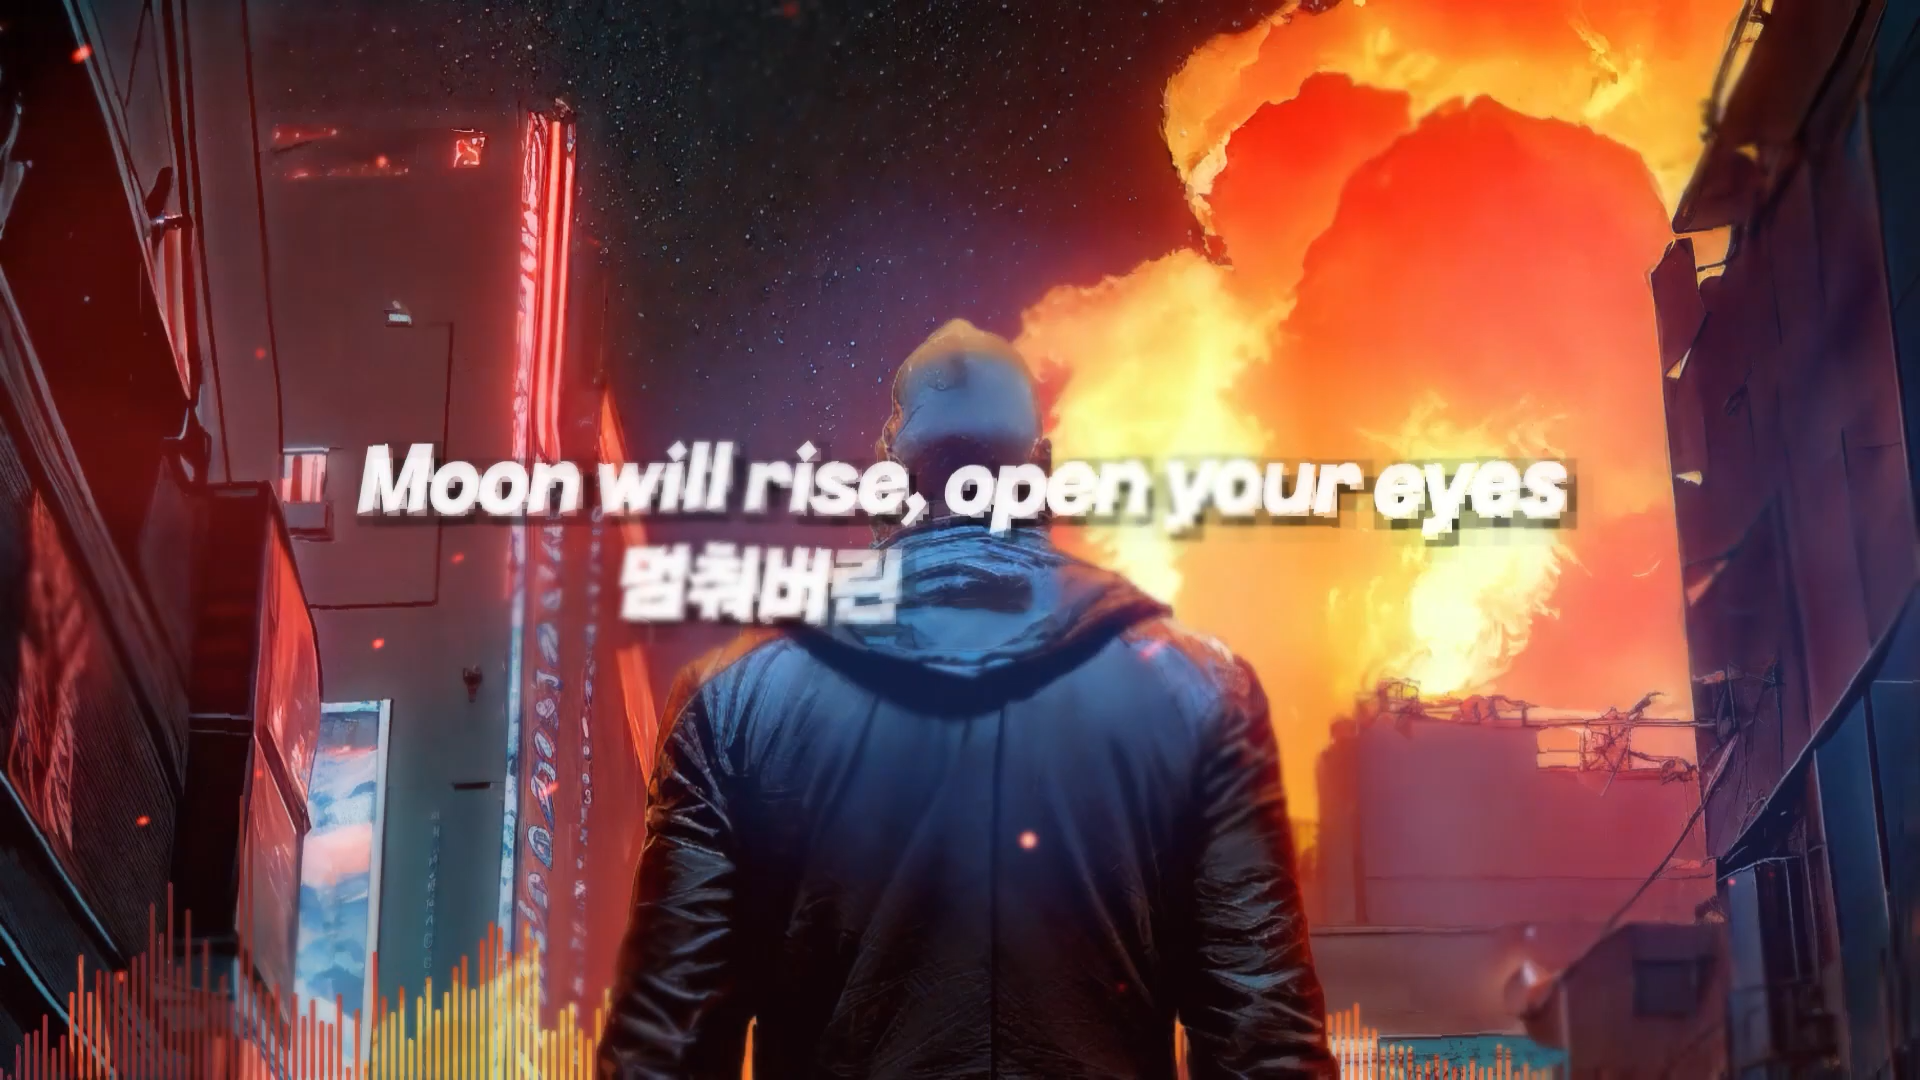 Moon will rise, open your eyes
멈춰버린